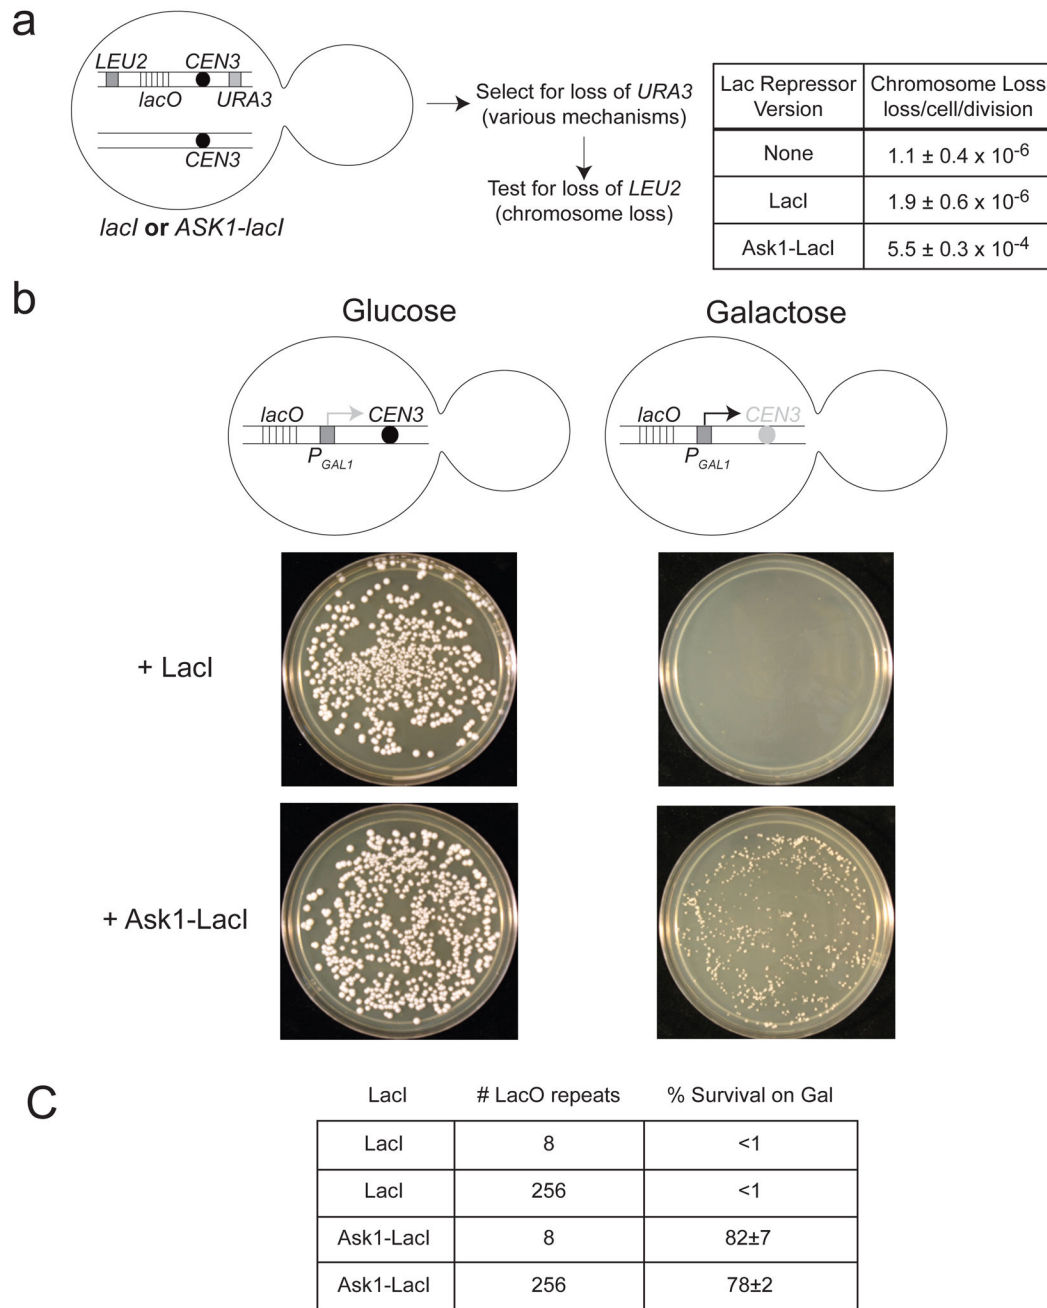 a
LEU2
CEN3
lacO
URA3
CEN3
lacI or ASK1-lacI
Select for loss of URA3
(various mechanisms)
Test for loss of LEU2
(chromosome loss)
Lac Repressor Version
Chromosome Loss loss/cell/division
None 1.1 ± 0.4 x 10-6
LacI 1.9 ± 0.6 x 10-6
Ask1-LacI 5.5 ± 0.3 x 10-4
b
Glucose
Galactose
lacO
CEN3
PGAL1
lacO
CEN3
PGAL1
+ LacI
+ Ask1-LacI
C
LacI # LacO repeats % Survival on Gal
LacI 8 <1
LacI 256 <1
Ask1-LacI 8 82±7
Ask1-LacI 256 78±2